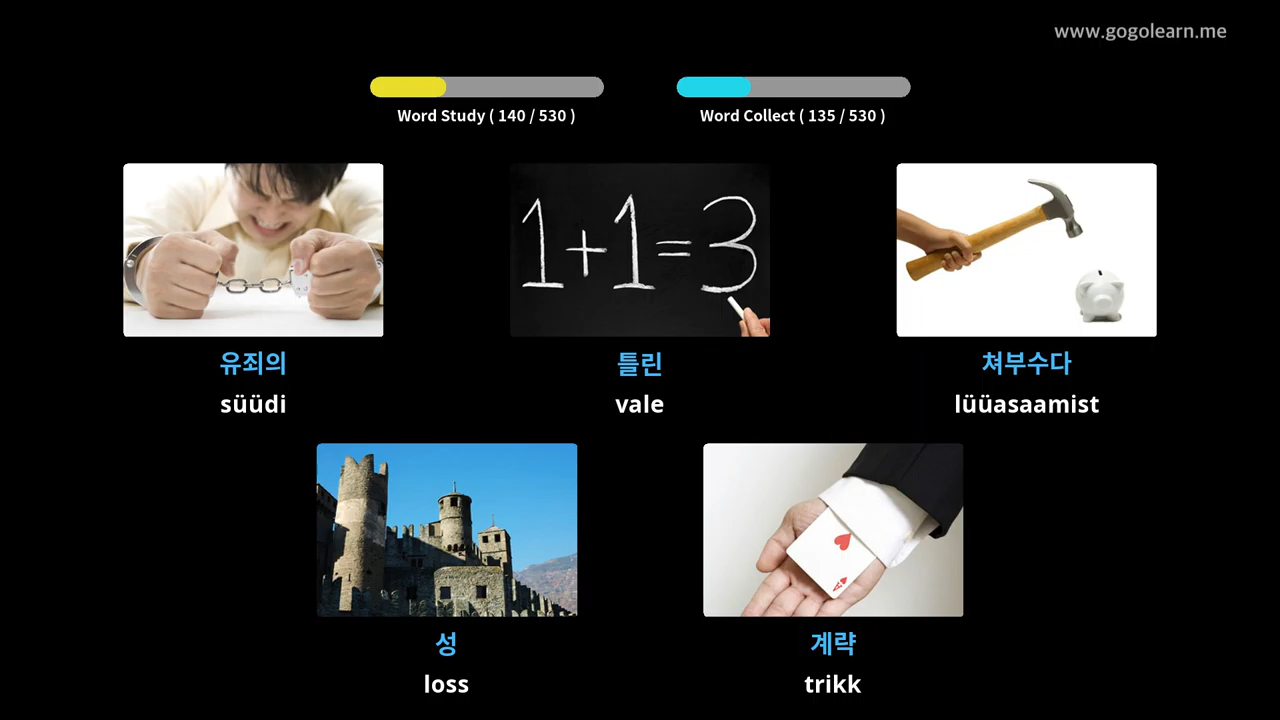 www.gogolearn.me
Word Study ( 140 / 530 )
Word Collect ( 135 / 530 )
1+1=3
유죄의
süüdi
틀린
vale
쳐부수다
lüüasaamist
성
loss
계략
trikk